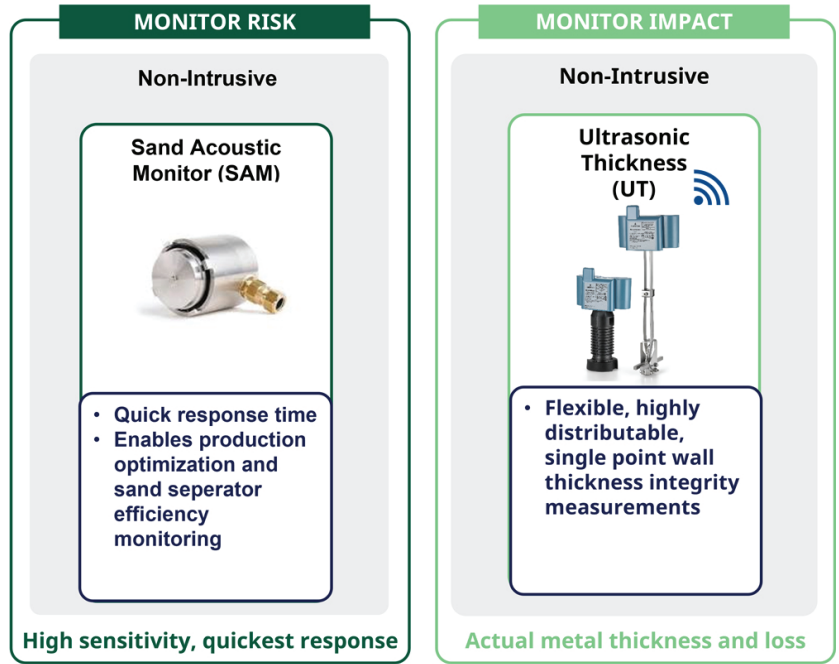 MONITOR RISK
Non-Intrusive
Sand Acoustic
Monitor (SAM)
• Quick response time
• Enables production
optimization and
sand seperator
efficiency
monitoring
High sensitivity, quickest response
MONITOR IMPACT
Non-Intrusive
Ultrasonic
Thickness
(UT)
• Flexible, highly
distributable,
single point wall
thickness integrity
measurements
Actual metal thickness and loss